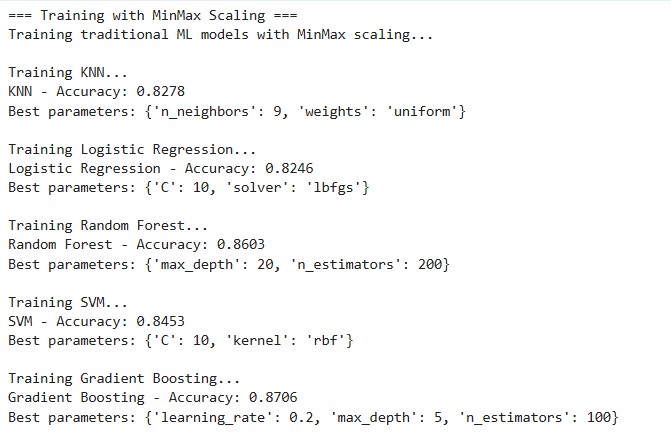 === Training with MinMax Scaling ===
Training traditional ML models with MinMax scaling...
Training KNN...
KNN - Accuracy: 0.8278
Best parameters: {'n_neighbors': 9, 'weights': 'uniform'}
Training Logistic Regression...
Logistic Regression - Accuracy: 0.8246
Best parameters: {'C': 10, 'solver': 'lbfgs'}
Training Random Forest...
Random Forest - Accuracy: 0.8603
Best parameters: {'max_depth': 20, 'n_estimators': 200}
Training SVM...
SVM - Accuracy: 0.8453
Best parameters: {'C': 10, 'kernel': 'rbf'}
Training Gradient Boosting...
Gradient Boosting - Accuracy: 0.8706
Best parameters: {'learning_rate': 0.2, 'max_depth': 5, 'n_estimators': 100}